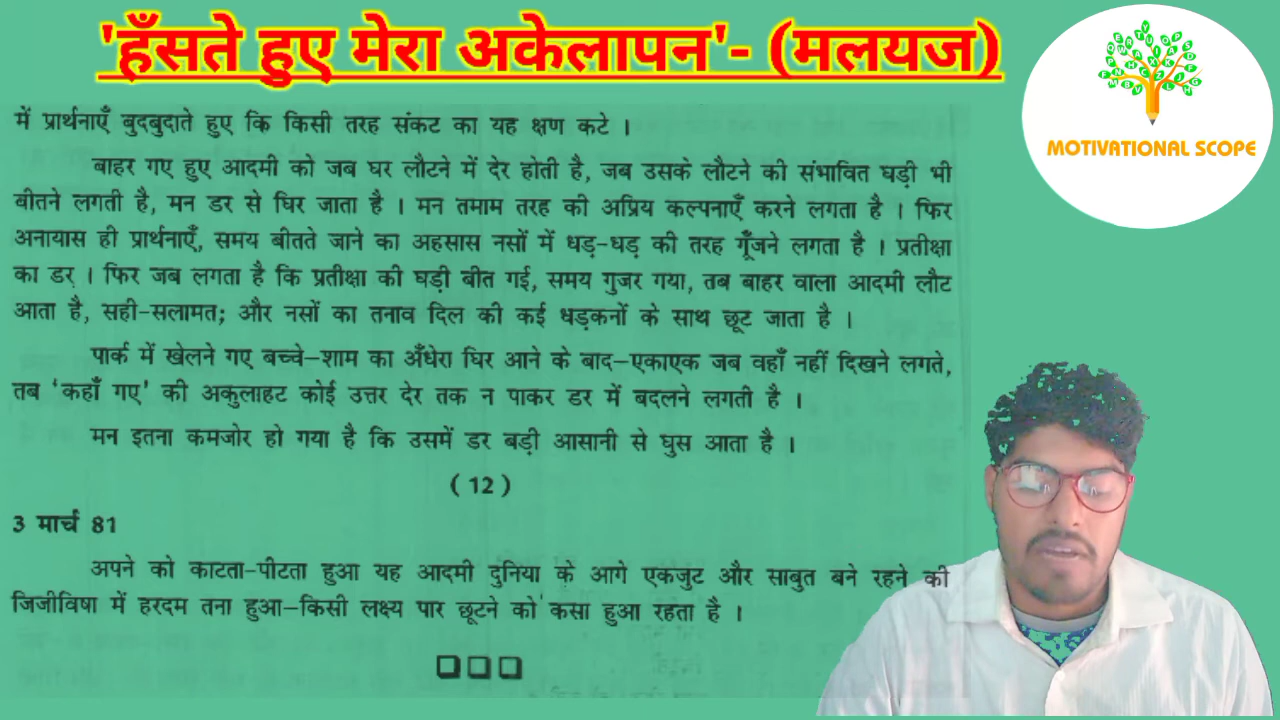 'हँसते हुए मेरा अकेलापन'- (मलयज)
MOTIVATIONAL SCOPE
में प्रार्थनाएँ बुदबुदाते हुए कि किसी तरह संकट का यह क्षण कटे ।
बाहर गए हुए आदमी को जब घर लौटने में देर होती है, जब उसके लौटने की संभावित घड़ी भी
बीतने लगती है, मन डर से घिर जाता है । मन तमाम तरह की अप्रिय कल्पनाएँ करने लगता है । फिर
अनायास ही प्रार्थनाएँ, समय बीतते जाने का अहसास नसों में धड़-धड़ की तरह गूँजने लगता है । प्रतीक्षा
का डर । फिर जब लगता है कि प्रतीक्षा की घड़ी बीत गई, समय गुजर गया, तब बाहर वाला आदमी लौट
आता है, सही-सलामत; और नसों का तनाव दिल की कई धड़कनों के साथ छूट जाता है ।
पार्क में खेलने गए बच्चे–शाम का अँधेरा घिर आने के बाद–एकाएक जब वहाँ नहीं दिखने लगते,
तब 'कहाँ गए' की अकुलाहट कोई उत्तर देर तक न पाकर डर में बदलने लगती है ।
मन इतना कमजोर हो गया है कि उसमें डर बड़ी आसानी से घुस आता है ।
( 12 )
3 मार्च 81
अपने को काटता-पीटता हुआ यह आदमी दुनिया के आगे एकजुट और साबुत बने रहने की
जिजीविषा में हरदम तना हुआ–किसी लक्ष्य पार छूटने को कसा हुआ रहता है ।